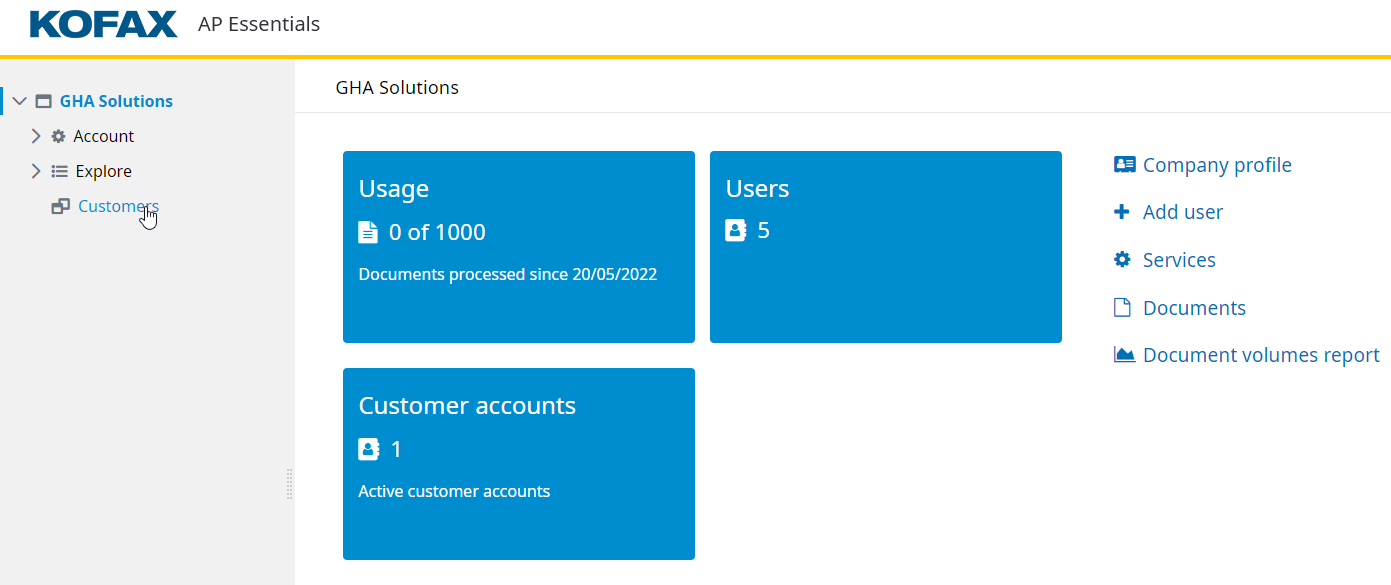 KOFAX AP Essentials
GHA Solutions
Account
Explore
Customers
GHA Solutions
Usage
0 of 1000
Documents processed since 20/05/2022
Users
5
Customer accounts
1
Active customer accounts
Company profile
Add user
Services
Documents
Document volumes report